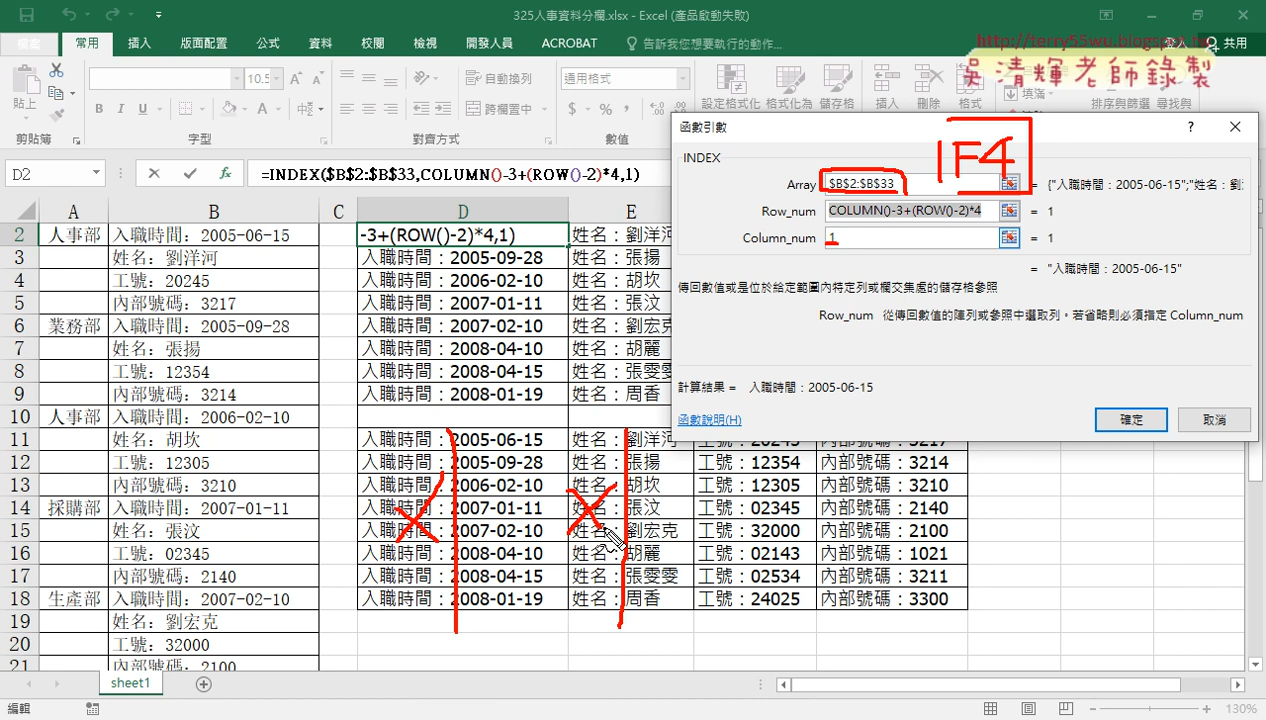 325人事資料分欄.xlsx - Excel (產品啟動失敗)
檔案 常用 插入 版面配置 公式 資料 校閱 檢視 開發人員 ACROBAT 告訴我您想要執行的動作... 登入 共用
http://terry55wu.blogspot.tw
吳清輝老師錄製
貼上 10.5 A A 自動換列 通用格式
B I U A 中 跨欄置中 $ % , 設定格式化 格式化為 儲存格 插入 刪除 格式 填滿 排序與篩選 尋找與
剪貼簿 字型 對齊方式 數值
D2 fx =INDEX($B$2:$B$33,COLUMN()-3+(ROW()-2)*4,1)
函數引數 ?
INDEX
F4
Array $B$2:$B$33 = {"入職時間：2005-06-15";"姓名：劉
Row_num COLUMN()-3+(ROW()-2)*4 = 1
Column_num 1 = 1
= "入職時間：2005-06-15"
傳回數值或是位於給定範圍內特定列或欄交集處的儲存格參照
Row_num 從傳回數值的陣列或參照中選取列。若省略則必須指定 Column_num
計算結果 = 入職時間：2005-06-15
函數說明(H) 確定 取消
A B C D E
2 人事部 入職時間：2005-06-15 -3+(ROW()-2)*4,1) 姓名：劉洋河
3 姓名：劉洋河 入職時間：2005-09-28 姓名：張揚
4 工號：20245 入職時間：2006-02-10 姓名：胡坎
5 內部號碼：3217 入職時間：2007-01-11 姓名：張汶
6 業務部 入職時間：2005-09-28 入職時間：2007-02-10 姓名：劉宏克
7 姓名：張揚 入職時間：2008-04-10 姓名：胡麗
8 工號：12354 入職時間：2008-04-15 姓名：張雯雯
9 內部號碼：3214 入職時間：2008-01-19 姓名：周香
10 人事部 入職時間：2006-02-10
11 姓名：胡坎 入職時間：2005-06-15 姓名：劉洋河 工號：20245 內部號碼：3217
12 工號：12305 入職時間：2005-09-28 姓名：張揚 工號：12354 內部號碼：3214
13 內部號碼：3210 入職時間：2006-02-10 姓名：胡坎 工號：12305 內部號碼：3210
14 採購部 入職時間：2007-01-11 入職時間：2007-01-11 姓名：張汶 工號：02345 內部號碼：2140
15 姓名：張汶 入職時間：2007-02-10 姓名：劉宏克 工號：32000 內部號碼：2100
16 工號：02345 入職時間：2008-04-10 姓名：胡麗 工號：02143 內部號碼：1021
17 內部號碼：2140 入職時間：2008-04-15 姓名：張雯雯 工號：02534 內部號碼：3211
18 生產部 入職時間：2007-02-10 入職時間：2008-01-19 姓名：周香 工號：24025 內部號碼：3300
19 姓名：劉宏克
20 工號：32000
21 內部號碼：2100
sheet1
編輯 130%